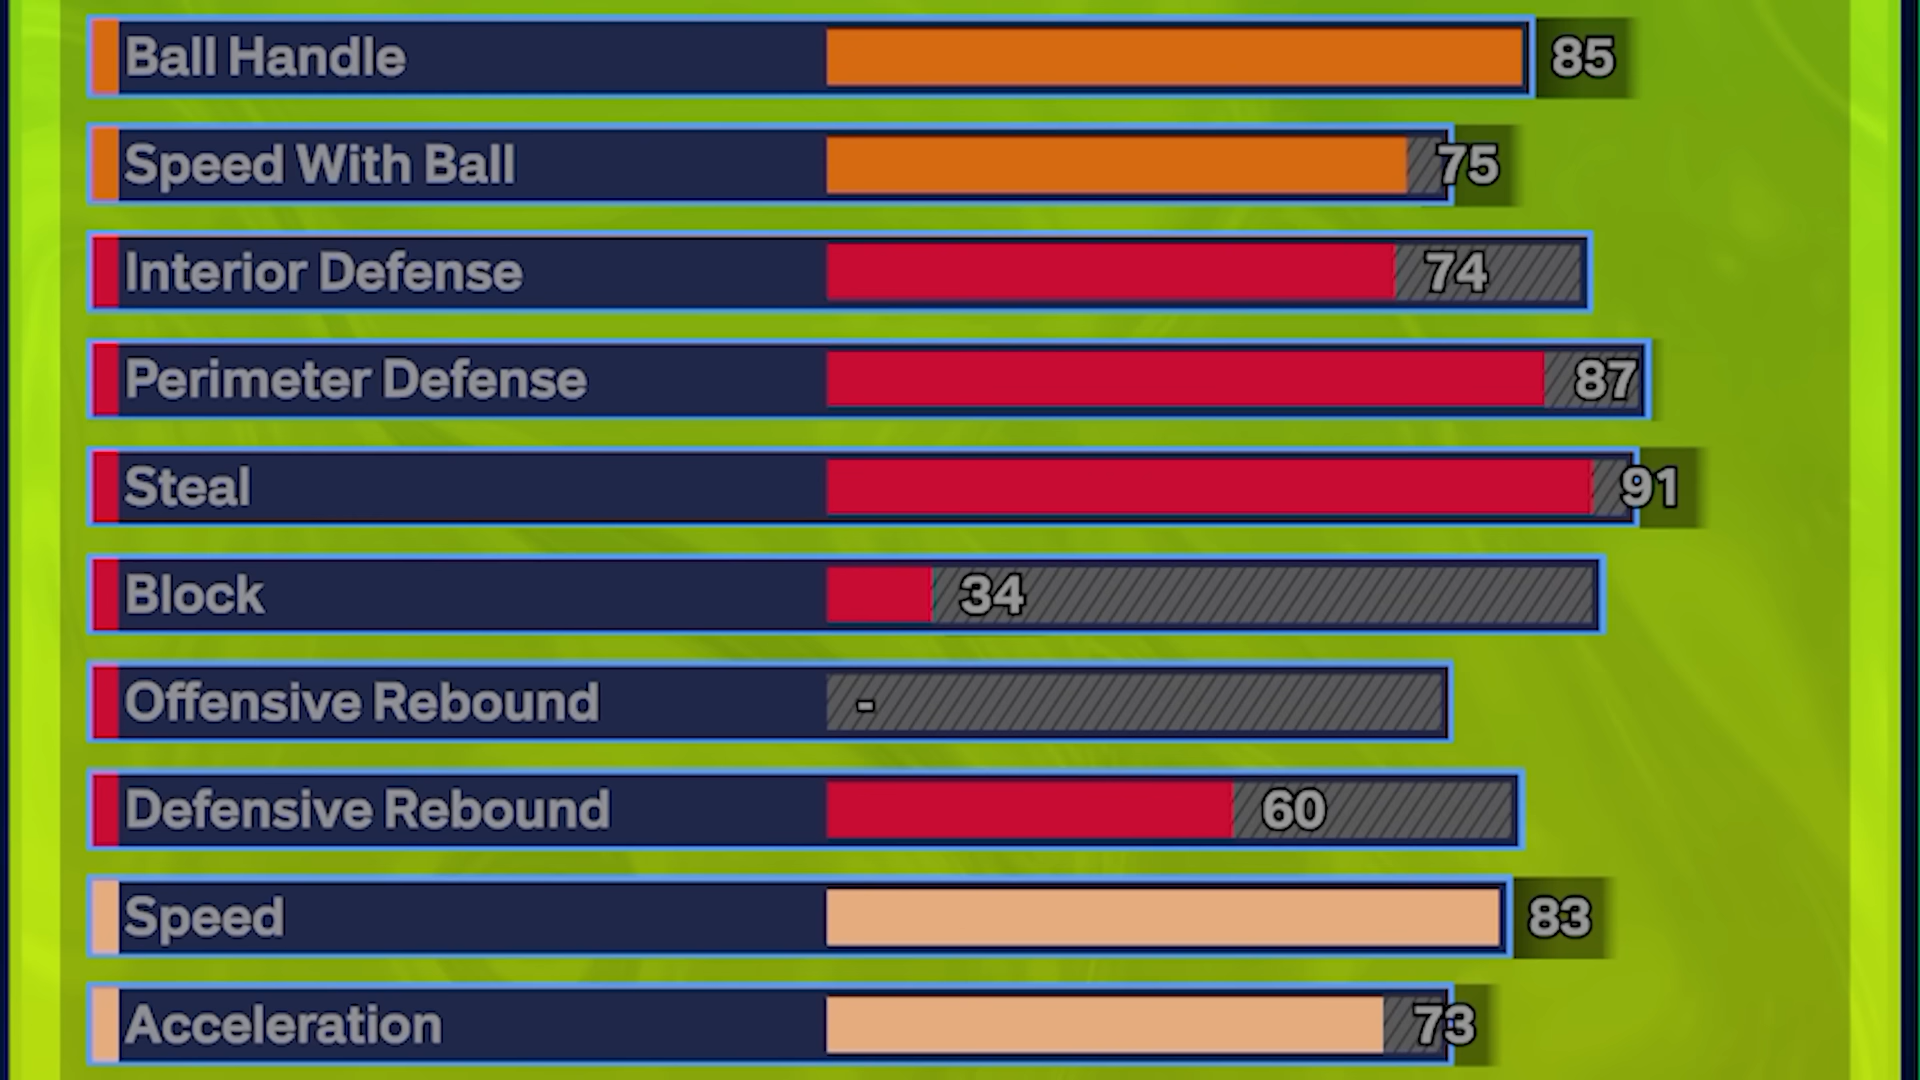 Ball Handle 85
Speed With Ball 75
Interior Defense 74
Perimeter Defense 87
Steal 91
Block 34
Offensive Rebound -
Defensive Rebound 60
Speed 83
Acceleration 73